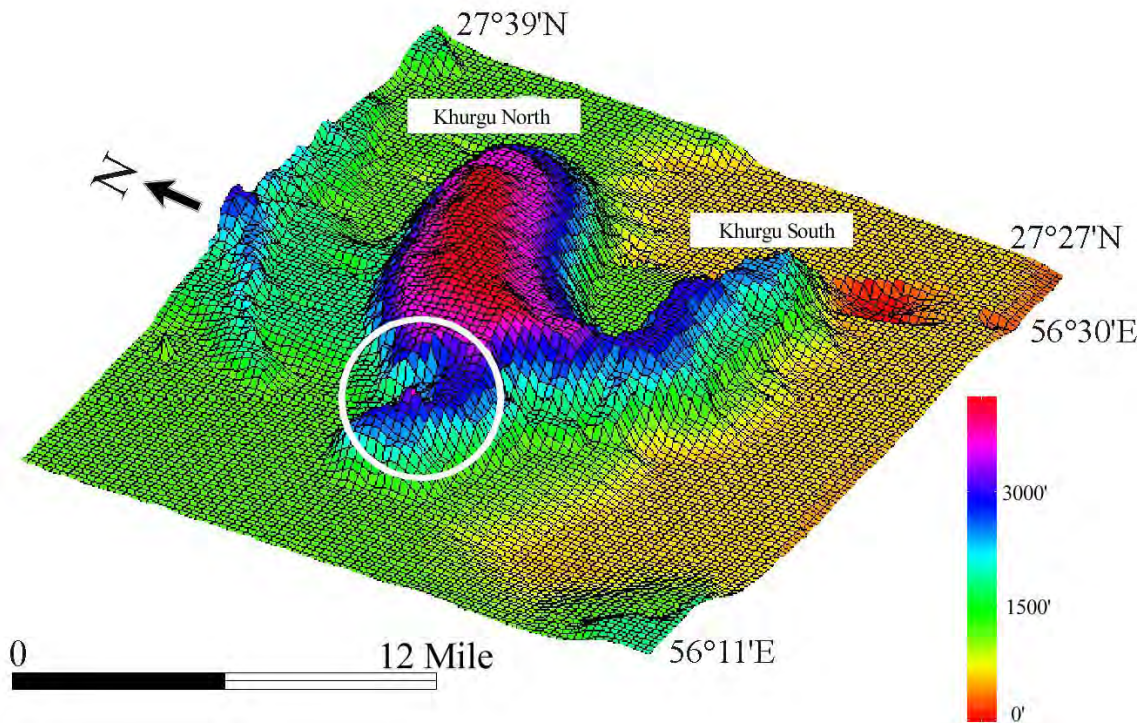 27°39'N
Khurgu North
N
Khurgu South
27°27'N
56°30'E
3000'
1500'
0'
0
12 Mile
56°11'E